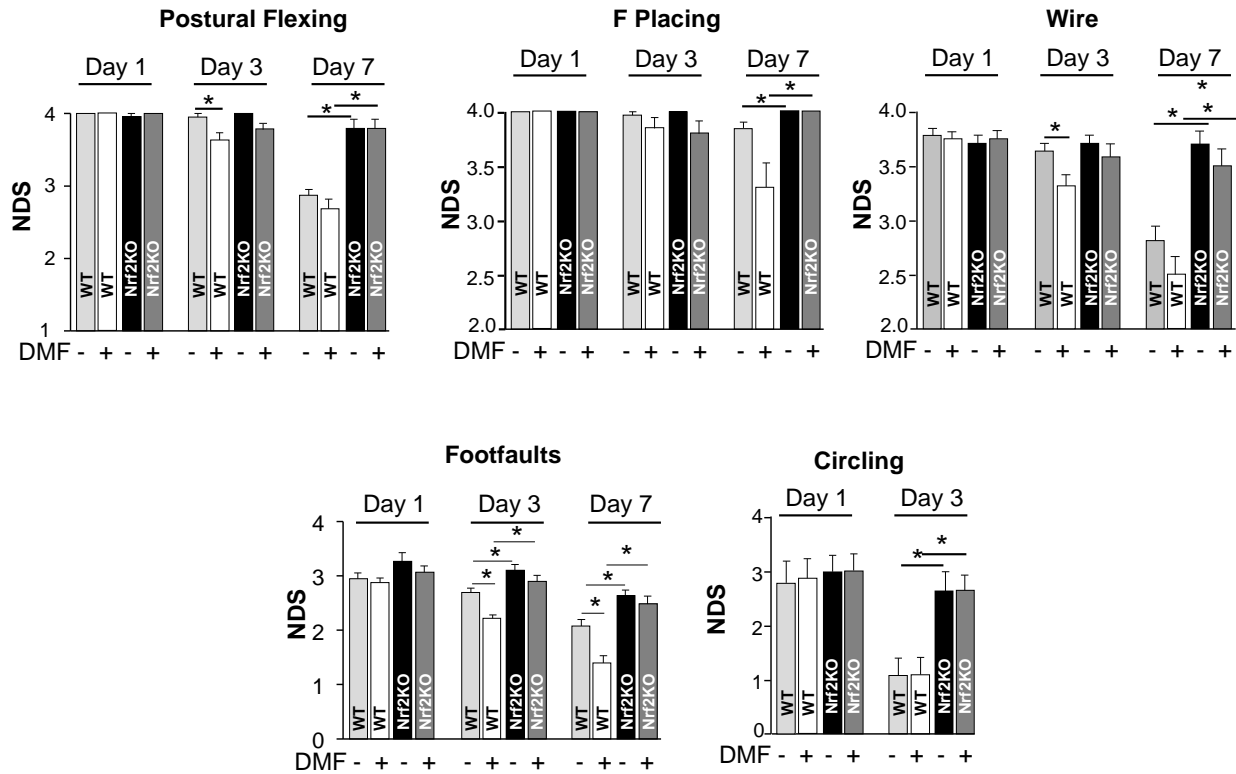 Postural Flexing
Day 1 Day 3 Day 7
* * *
NDS
4
3
2
1
WT WT Nrf2KO Nrf2KO WT WT Nrf2KO Nrf2KO WT WT Nrf2KO Nrf2KO
DMF - + - + - + - + - + - +
F Placing
Day 1 Day 3 Day 7
* *
NDS
4.0
3.5
3.0
2.5
2.0
WT WT Nrf2KO Nrf2KO WT WT Nrf2KO Nrf2KO WT WT Nrf2KO Nrf2KO
DMF - + - + - + - + - + - +
Wire
Day 1 Day 3 Day 7
*
* * *
NDS
4.0
3.5
3.0
2.5
2.0
WT WT Nrf2KO Nrf2KO WT WT Nrf2KO Nrf2KO WT WT Nrf2KO Nrf2KO
DMF - + - + - + - + - + - +
Footfaults
Day 1 Day 3 Day 7
* * * * * *
NDS
4
3
2
1
0
WT WT Nrf2KO Nrf2KO WT WT Nrf2KO Nrf2KO WT WT Nrf2KO Nrf2KO
DMF - + - + - + - + - + - +
Circling
Day 1 Day 3
* *
NDS
4
3
2
1
0
WT WT Nrf2KO Nrf2KO WT WT Nrf2KO Nrf2KO
DMF - + - + - + - +